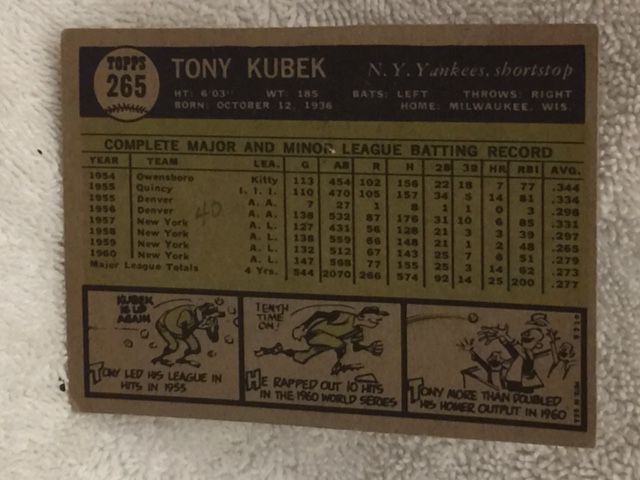 TOPPS
265
TONY KUBEK N. Y. Yankees, shortstop
HT: 6'03" WT: 185 BATS: LEFT THROWS: RIGHT
BORN: OCTOBER 12, 1936 HOME: MILWAUKEE, WIS.
COMPLETE MAJOR AND MINOR LEAGUE BATTING RECORD
YEAR TEAM LEA. G AB R H 2B 3B HR RBI AVG.
1954 Owensboro Kitty 113 454 102 156 22 18 7 77 .344
1955 Quincy I. I. I. 110 470 105 157 34 5 14 81 .334
1955 Denver A. A. 7 27 1 8 1 1 0 3 .296
1956 Denver A. A. 138 532 87 176 31 10 6 85 .331
1957 New York A. L. 127 431 56 128 21 3 3 39 .297
1958 New York A. L. 138 559 66 148 21 1 2 48 .265
1959 New York A. L. 132 512 67 143 25 7 6 51 .279
1960 New York A. L. 147 568 77 155 25 3 14 62 .273
Major League Totals 4 Yrs. 544 2070 266 574 92 14 25 200 .277
40
KUBEK
IS UP
AGAIN
TONY LED HIS LEAGUE IN
HITS IN 1955
TENTH
TIME
ON!
HE RAPPED OUT 10 HITS
IN THE 1960 WORLD SERIES
TONY MORE THAN DOUBLED
HIS HOMER OUTPUT IN 1960